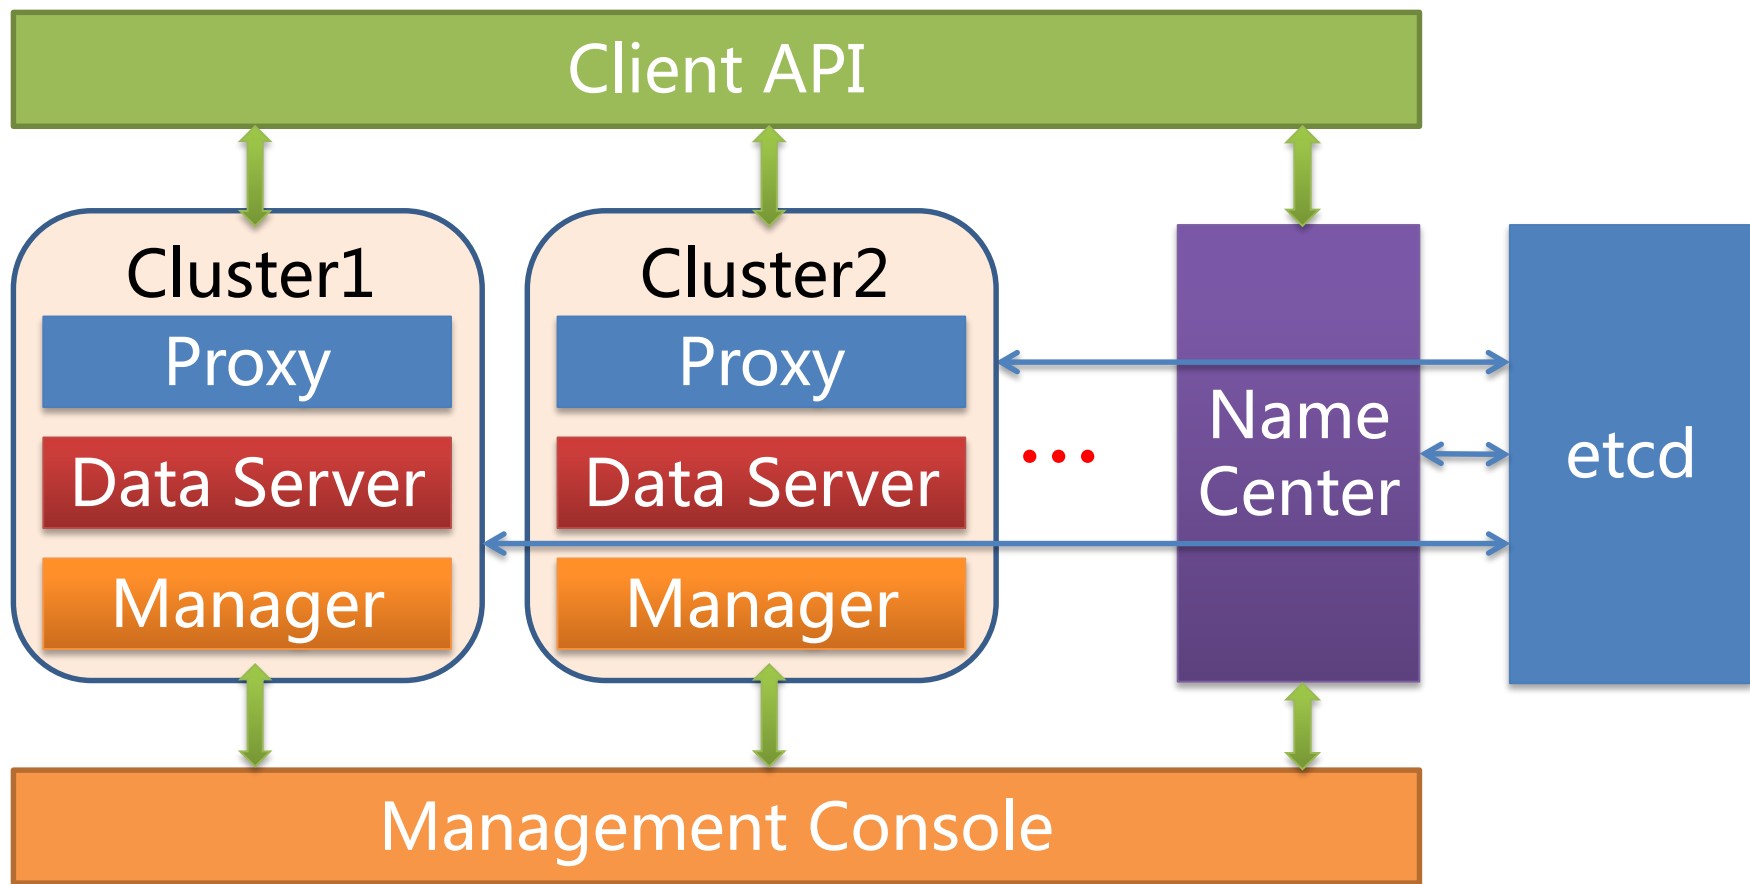 Client API
Cluster1
Proxy
Data Server
Manager
Cluster2
Proxy
Data Server
Manager
...
Name
Center
etcd
Management Console